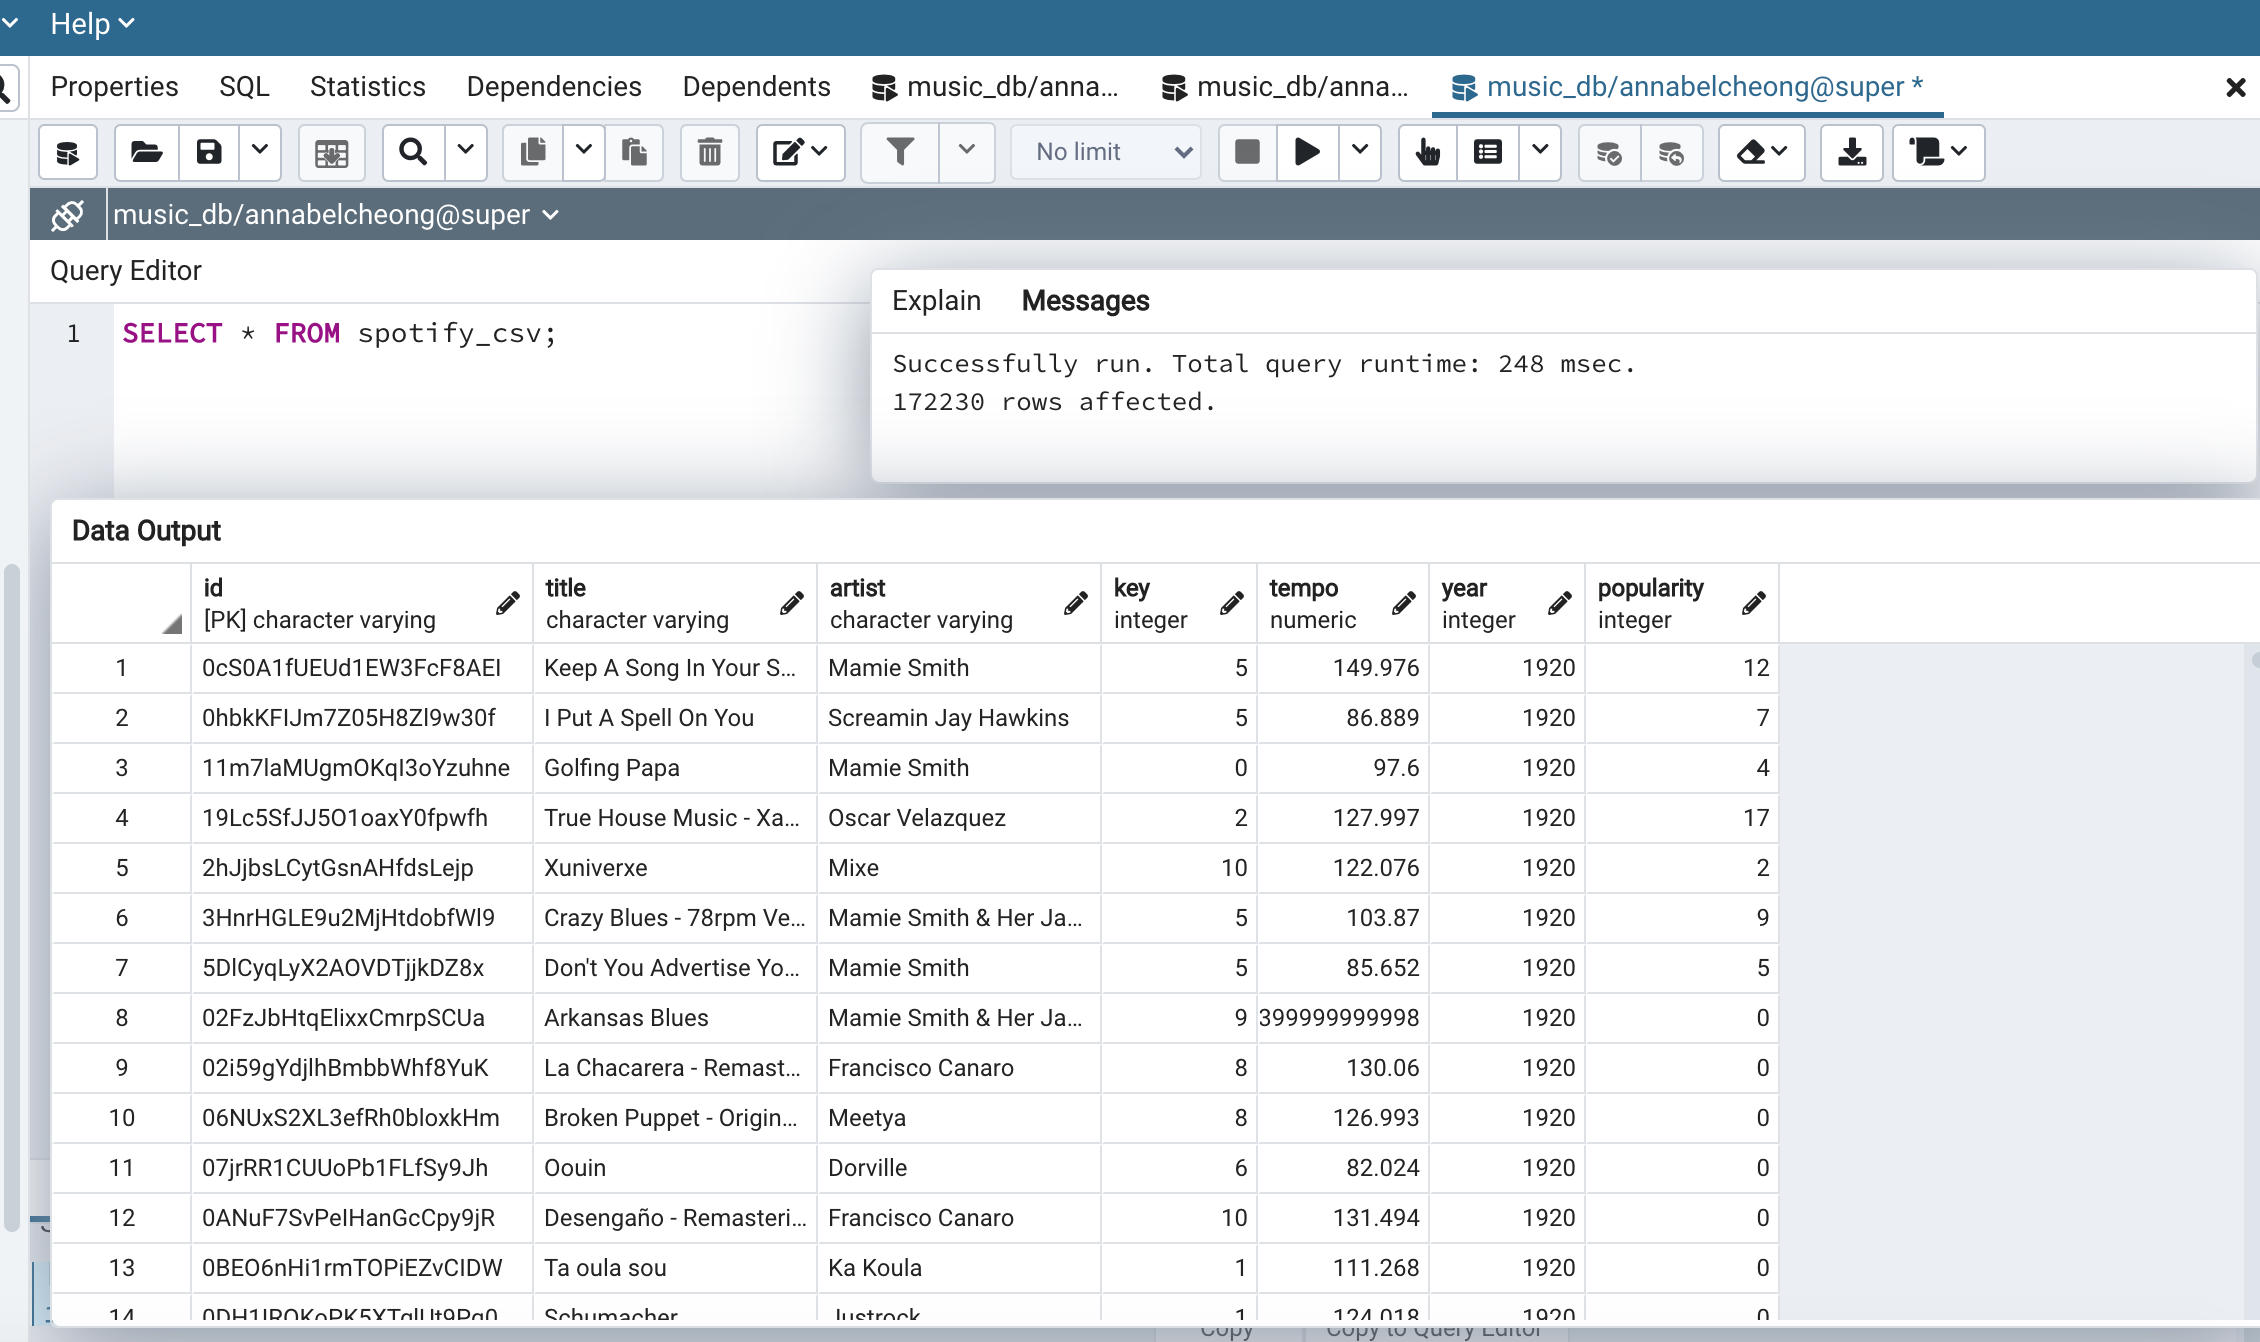 Help
Properties SQL Statistics Dependencies Dependents music_db/anna... music_db/anna... music_db/annabelcheong@super *
No limit
music_db/annabelcheong@super
Query Editor
Explain Messages
1 SELECT * FROM spotify_csv;
Successfully run. Total query runtime: 248 msec.
172230 rows affected.
Data Output
id title artist key tempo year popularity
[PK] character varying character varying character varying integer numeric integer integer
1 0cS0A1fUEUd1EW3FcF8AEI Keep A Song In Your S... Mamie Smith 5 149.976 1920 12
2 0hbkKFIJm7Z05H8Zl9w30f I Put A Spell On You Screamin Jay Hawkins 5 86.889 1920 7
3 11m7laMUgmOKqI3oYzuhne Golfing Papa Mamie Smith 0 97.6 1920 4
4 19Lc5SfJJ5O1oaxY0fpwfh True House Music - Xa... Oscar Velazquez 2 127.997 1920 17
5 2hJjbsLCytGsnAHfdsLejp Xuniverxe Mixe 10 122.076 1920 2
6 3HnrHGLE9u2MjHtdobfWl9 Crazy Blues - 78rpm Ve... Mamie Smith & Her Ja... 5 103.87 1920 9
7 5DlCyqLyX2AOVDTjjkDZ8x Don't You Advertise Yo... Mamie Smith 5 85.652 1920 5
8 02FzJbHtqElixxCmrpSCUa Arkansas Blues Mamie Smith & Her Ja... 9 399999999998 1920 0
9 02i59gYdjlhBmbbWhf8YuK La Chacarera - Remast... Francisco Canaro 8 130.06 1920 0
10 06NUxS2XL3efRh0bloxkHm Broken Puppet - Origin... Meetya 8 126.993 1920 0
11 07jrRR1CUUoPb1FLfSy9Jh Oouin Dorville 6 82.024 1920 0
12 0ANuF7SvPeIHanGcCpy9jR Desengaño - Remasteri... Francisco Canaro 10 131.494 1920 0
13 0BEO6nHi1rmTOPiEZvCIDW Ta oula sou Ka Koula 1 111.268 1920 0
14 Schumacher Justrock 1 124.018 1920 0
Copy Copy to Query Editor